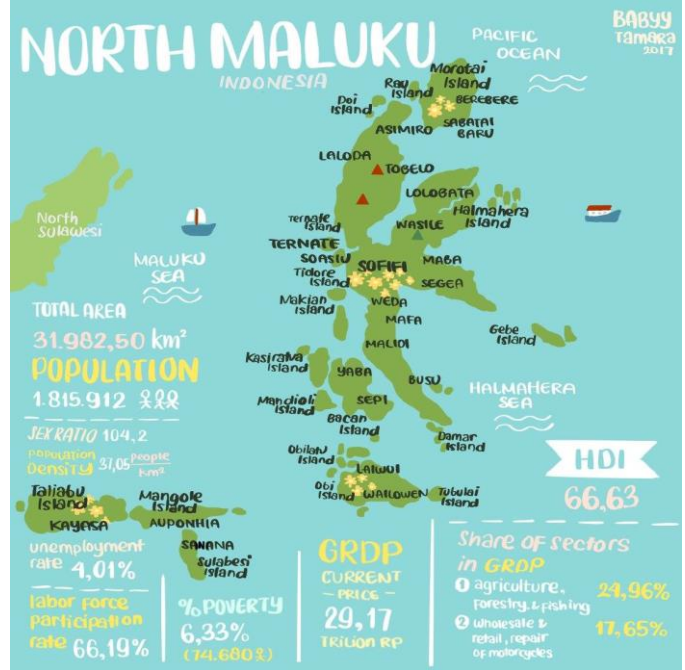 NORTH MALUKU
INDONESIA
BABYY
TAMARA
2017
PACIFIC
OCEAN
Morotai
Island
Rau
Island
BEREBERE
Doi
Island
SABATAI
BARU
ASIMIRO
LALODA
TOBELO
LOLOBATA
Halmahera
Island
North
Sulawesi
Ternate
Island
WASILE
TERNATE
MALUKU
SEA
SOASIU
SOFIFI
MABA
Tidore
Island
SEGEA
Makian
Island
WEDA
MAFA
MALIDI
Gebe
Island
TOTAL AREA
31.982,50 km²
POPULATION
1.815.912
Kasiruta
Island
YABA
BUSU
HALMAHERA
SEA
Mandioli
Island
SEPT
Bacan
Island
Damar
Island
SEX RATIO 104,2
population
Density 37,05 people/km²
Obilatu
Island
LAIWUI
Obi
Island
WAILOWEN
Tubulai
Island
HDI
66,63
Taliabu
Island
Mangole
Island
KAYASA
AUPONHIA
SANANA
Sulabesi
Island
unemployment
rate 4,01%
labor force
participation
rate 66,19%
% POVERTY
6,33%
(74.680)
GRDP
CURRENT
PRICE
29,17
TRILION RP
Share of sectors
in GRDP
1 agriculture,
forestry, & fishing
24,96%
2 wholesale &
retail, repair
of motorcycles
17,65%